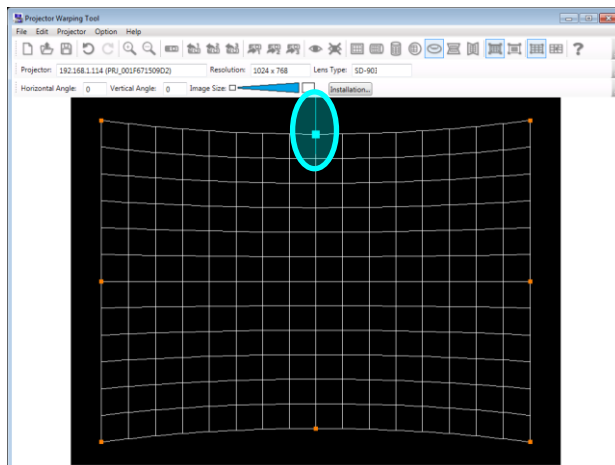 Projector Warping Tool
File Edit Projector Option Help
Projector: 192.168.1.114 (PRJ_001F671509D2) Resolution: 1024 x 768 Lens Type: SD-903
Horizontal Angle: 0 Vertical Angle: 0 Image Size: Installation...